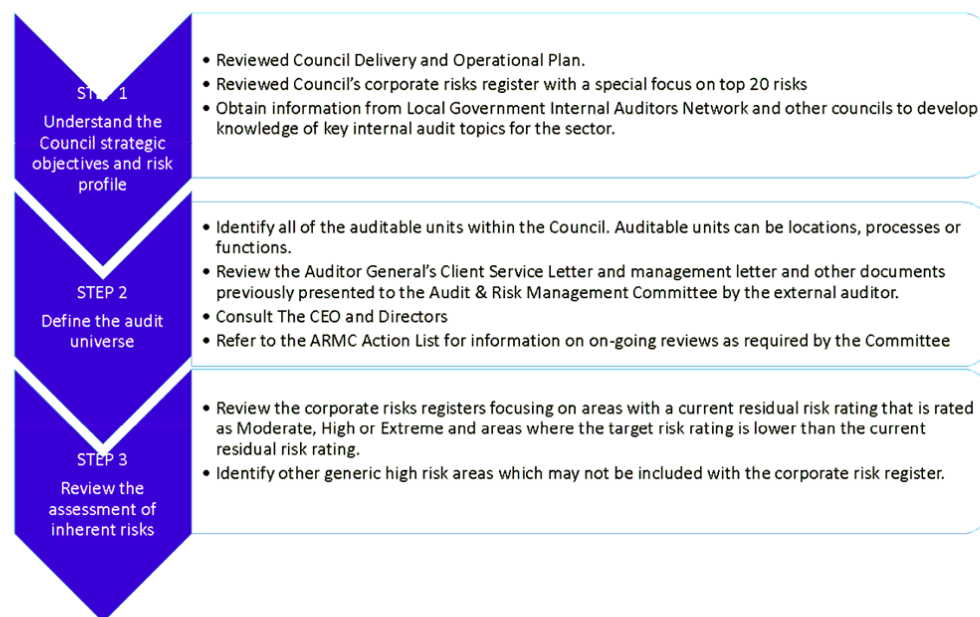 STEP 1
Understand the
Council strategic
objectives and risk
profile
• Reviewed Council Delivery and Operational Plan.
• Reviewed Council's corporate risks register with a special focus on top 20 risks
• Obtain information from Local Government Internal Auditors Network and other councils to develop
knowledge of key internal audit topics for the sector.
STEP 2
Define the audit
universe
• Identify all of the auditable units within the Council. Auditable units can be locations, processes or
functions.
• Review the Auditor General's Client Service Letter and management letter and other documents
previously presented to the Audit & Risk Management Committee by the external auditor.
• Consult The CEO and Directors
• Refer to the ARMC Action List for information on on-going reviews as required by the Committee
STEP 3
Review the
assessment of
inherent risks
• Review the corporate risks registers focusing on areas with a current residual risk rating that is rated
as Moderate, High or Extreme and areas where the target risk rating is lower than the current
residual risk rating.
• Identify other generic high risk areas which may not be included with the corporate risk register.